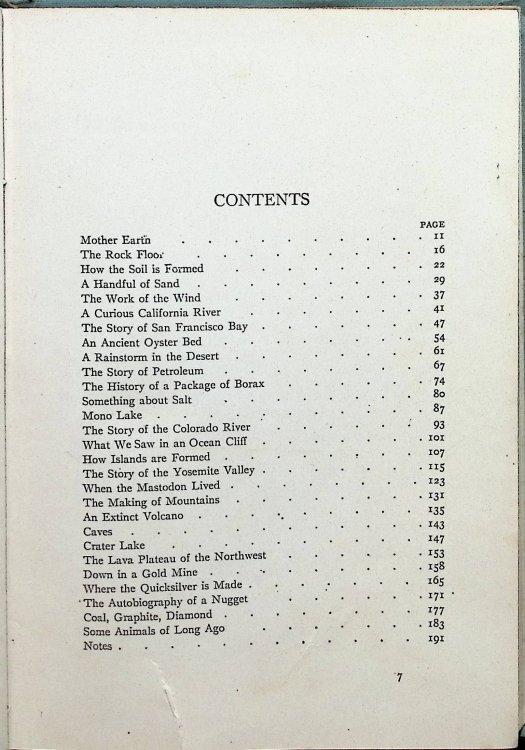 CONTENTS
PAGE
Mother Earth . . . . . . . . . . 11
The Rock Floor . . . . . . . . . 16
How the Soil is Formed . . . . . . . . 22
A Handful of Sand . . . . . . . . . 29
The Work of the Wind . . . . . . . . 37
A Curious California River . . . . . . . . 41
The Story of San Francisco Bay . . . . . . . 47
An Ancient Oyster Bed . . . . . . . . 54
A Rainstorm in the Desert . . . . . . . . 61
The Story of Petroleum . . . . . . . . 67
The History of a Package of Borax . . . . . . 74
Something about Salt . . . . . . . . 80
Mono Lake . . . . . . . . . . . 87
The Story of the Colorado River . . . . . . . 93
What We Saw in an Ocean Cliff . . . . . . . 101
How Islands are Formed . . . . . . . . 107
The Story of the Yosemite Valley . . . . . . . 115
When the Mastodon Lived . . . . . . . . 123
The Making of Mountains . . . . . . . . 131
An Extinct Volcano . . . . . . . . . 135
Caves . . . . . . . . . . . . 143
Crater Lake . . . . . . . . . . 147
The Lava Plateau of the Northwest . . . . . . 153
Down in a Gold Mine . . . . . . . . . 158
Where the Quicksilver is Made . . . . . . . . 165
The Autobiography of a Nugget . . . . . . . 171
Coal, Graphite, Diamond . . . . . . . . . 177
Some Animals of Long Ago . . . . . . . 183
Notes . . . . . . . . . . . . 191
7